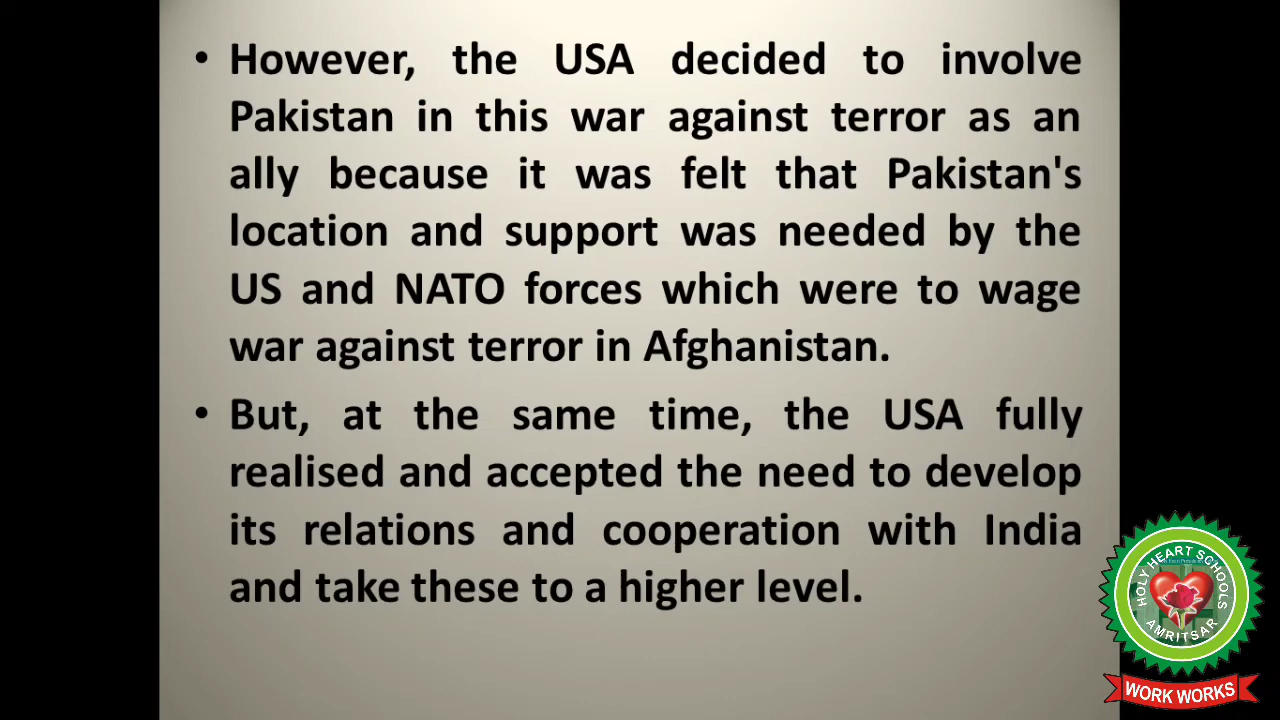 • However, the USA decided to involve
Pakistan in this war against terror as an
ally because it was felt that Pakistan's
location and support was needed by the
US and NATO forces which were to wage
war against terror in Afghanistan.
• But, at the same time, the USA fully
realised and accepted the need to develop
its relations and cooperation with India
and take these to a higher level.
HOLY HEART SCHOOLS
AMRITSAR
WORK WORKS